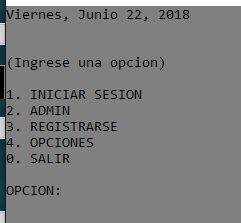 Viernes, Junio 22, 2018
(Ingrese una opcion)
1. INICIAR SESION
2. ADMIN
3. REGISTRARSE
4. OPCIONES
0. SALIR
OPCION: